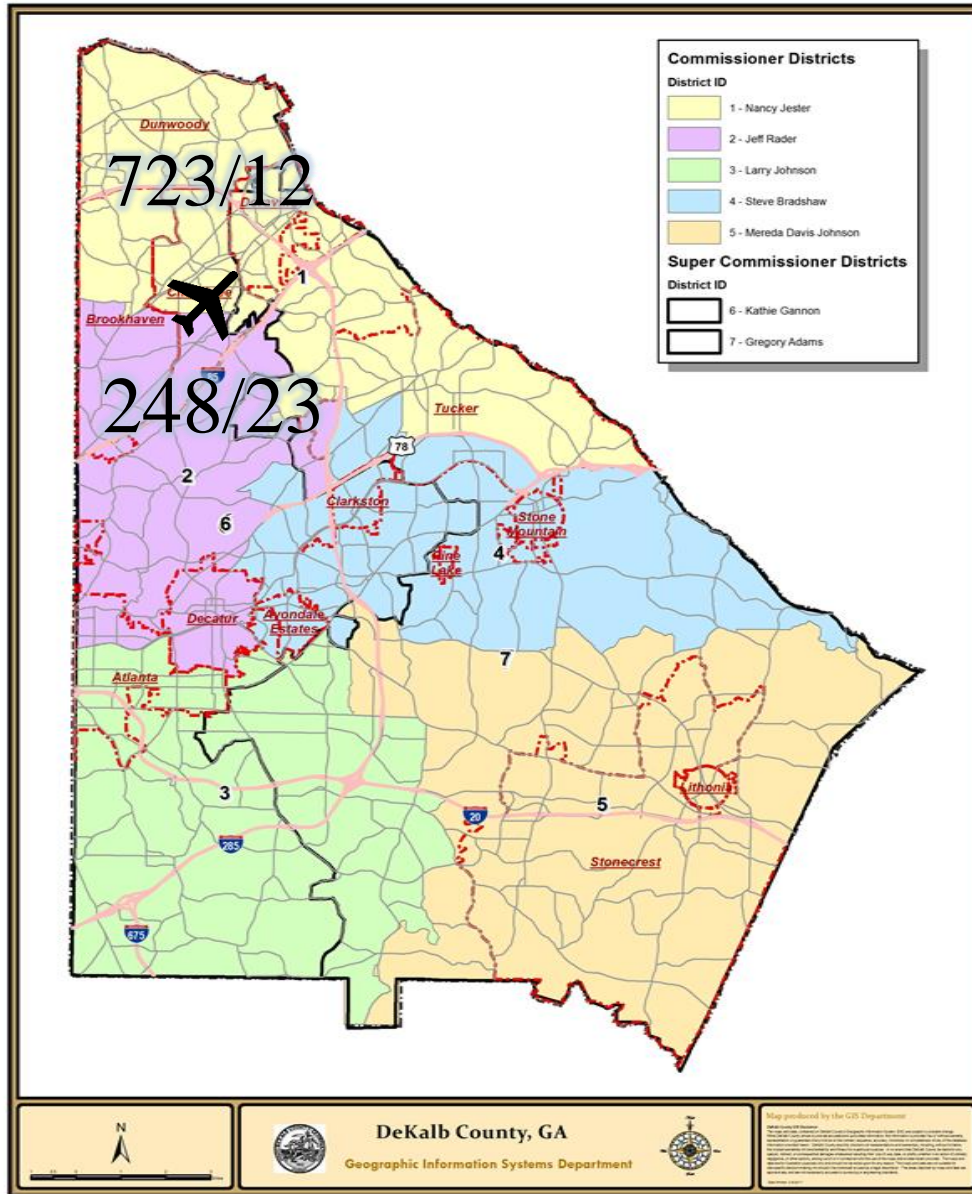 Commissioner Districts
District ID
1 - Nancy Jester
2 - Jeff Rader
3 - Larry Johnson
4 - Steve Bradshaw
5 - Mereda Davis Johnson
Super Commissioner Districts
District ID
6 - Kathie Gannon
7 - Gregory Adams
Dunwoody
723/12
1
Brookhaven
85
248/23
Tucker
78
2
Clarkston
6
Stone
Mountain
4
Lake
Decatur
Avondale
Estates
7
Atlanta
3
5
20
285
Stonecrest
675
N
DeKalb County, GA
Geographic Information Systems Department
Map produced by the GIS Department